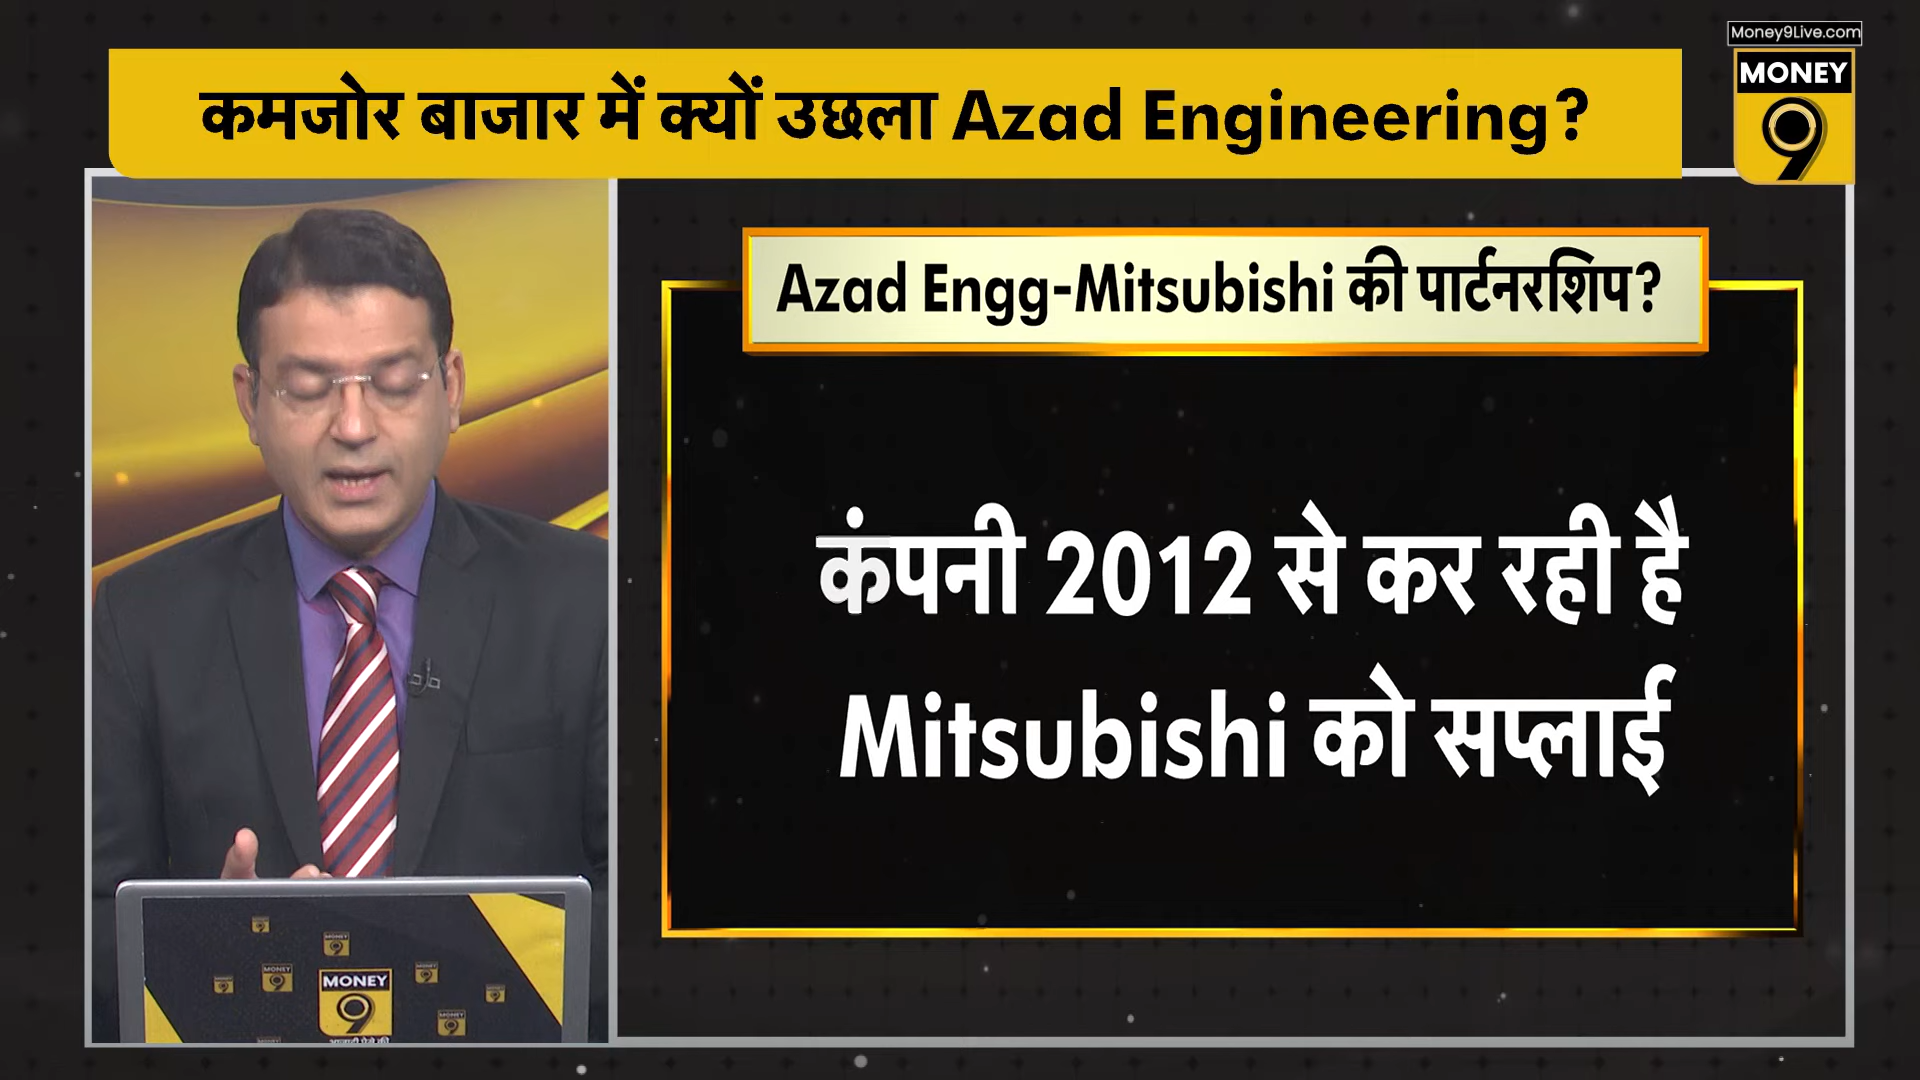 Money9Live.com
MONEY
9
कमजोर बाजार में क्यों उछला Azad Engineering?
Azad Engg-Mitsubishi की पार्टनरशिप?
कंपनी 2012 से कर रही है
Mitsubishi को सप्लाई
MONEY
9